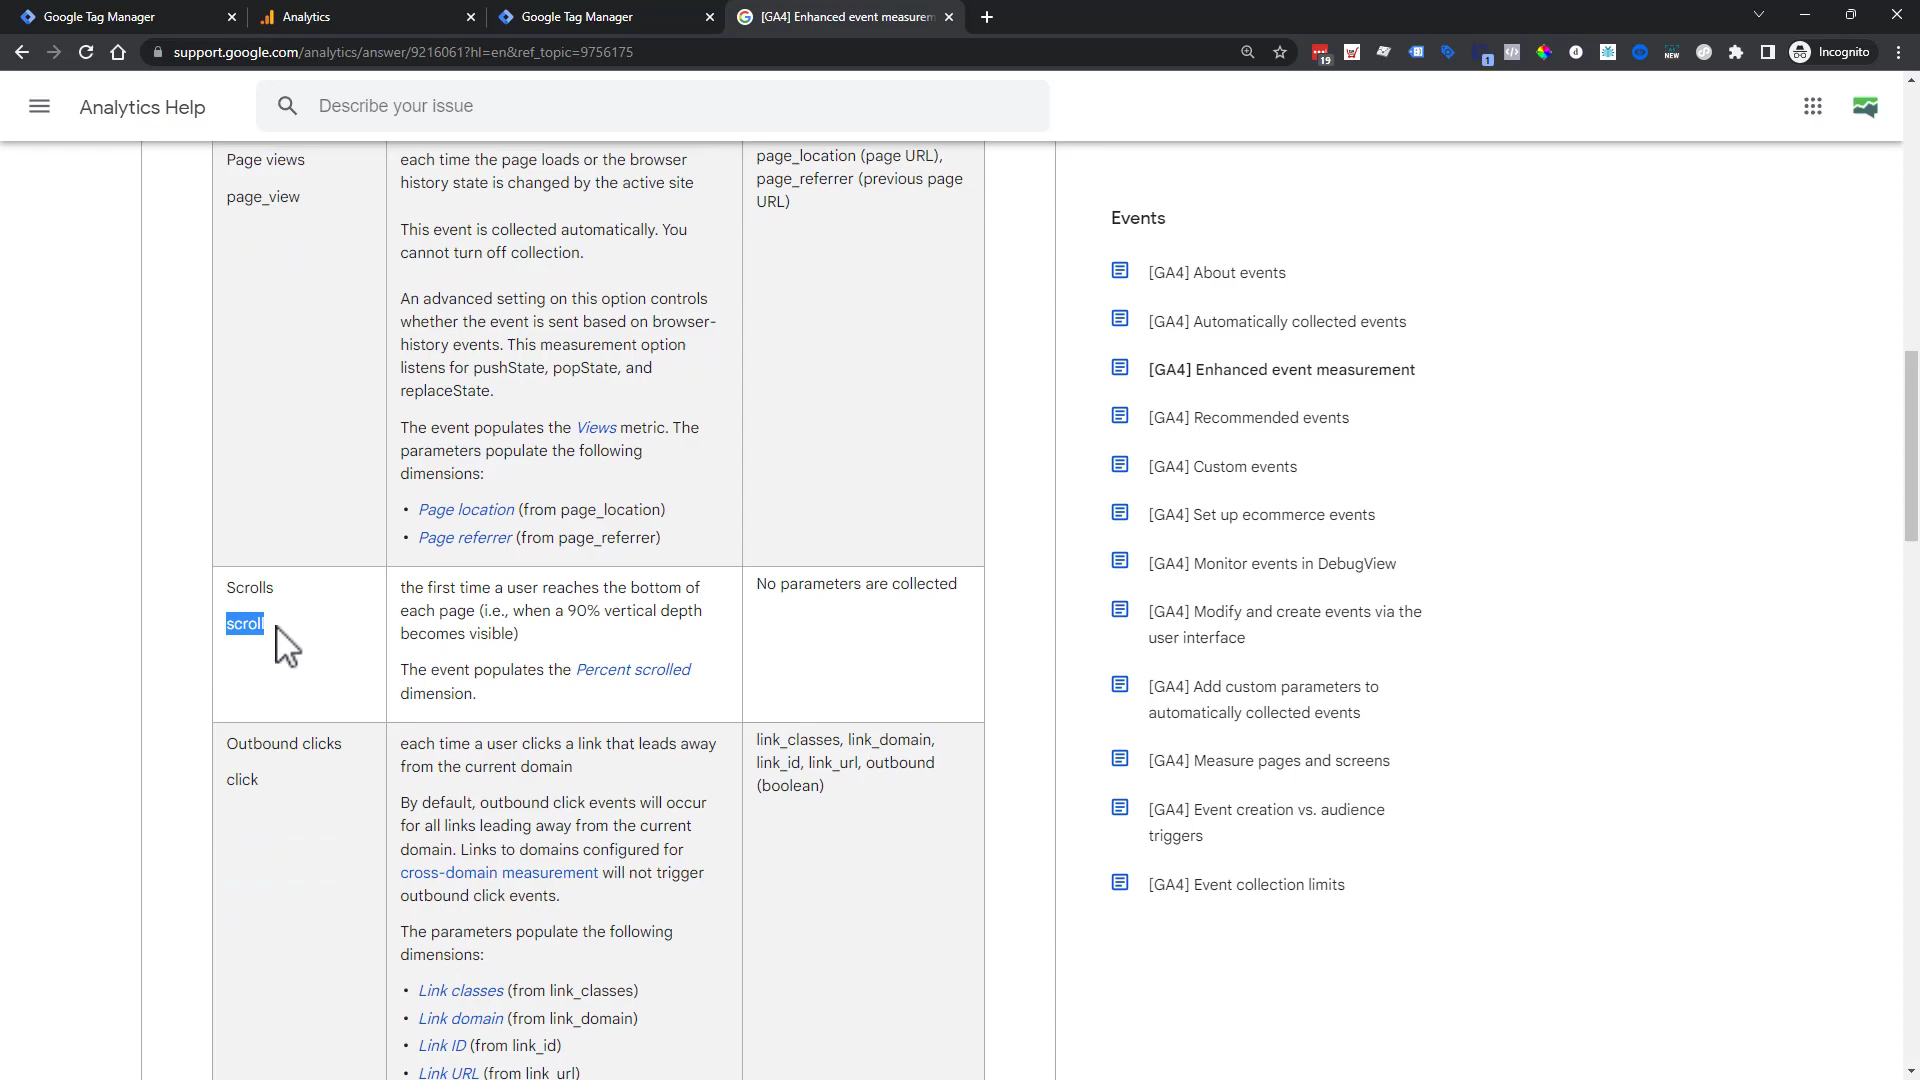 Google Tag Manager
Analytics
Google Tag Manager
[GA4] Enhanced event measurem
support.google.com/analytics/answer/9216061?hl=en&ref_topic=9756175
19
1
NEW
Incognito
Analytics Help
Describe your issue
Page views
page_view
each time the page loads or the browser
history state is changed by the active site
This event is collected automatically. You
cannot turn off collection.
An advanced setting on this option controls
whether the event is sent based on browser-
history events. This measurement option
listens for pushState, popState, and
replaceState.
The event populates the Views metric. The
parameters populate the following
dimensions:
• Page location (from page_location)
• Page referrer (from page_referrer)
page_location (page URL),
page_referrer (previous page
URL)
Scrolls
scroll
the first time a user reaches the bottom of
each page (i.e., when a 90% vertical depth
becomes visible)
The event populates the Percent scrolled
dimension.
No parameters are collected
Outbound clicks
click
each time a user clicks a link that leads away
from the current domain
By default, outbound click events will occur
for all links leading away from the current
domain. Links to domains configured for
cross-domain measurement will not trigger
outbound click events.
The parameters populate the following
dimensions:
• Link classes (from link_classes)
• Link domain (from link_domain)
• Link ID (from link_id)
• Link URL (from link_url)
link_classes, link_domain,
link_id, link_url, outbound
(boolean)
Events
[GA4] About events
[GA4] Automatically collected events
[GA4] Enhanced event measurement
[GA4] Recommended events
[GA4] Custom events
[GA4] Set up ecommerce events
[GA4] Monitor events in DebugView
[GA4] Modify and create events via the
user interface
[GA4] Add custom parameters to
automatically collected events
[GA4] Measure pages and screens
[GA4] Event creation vs. audience
triggers
[GA4] Event collection limits